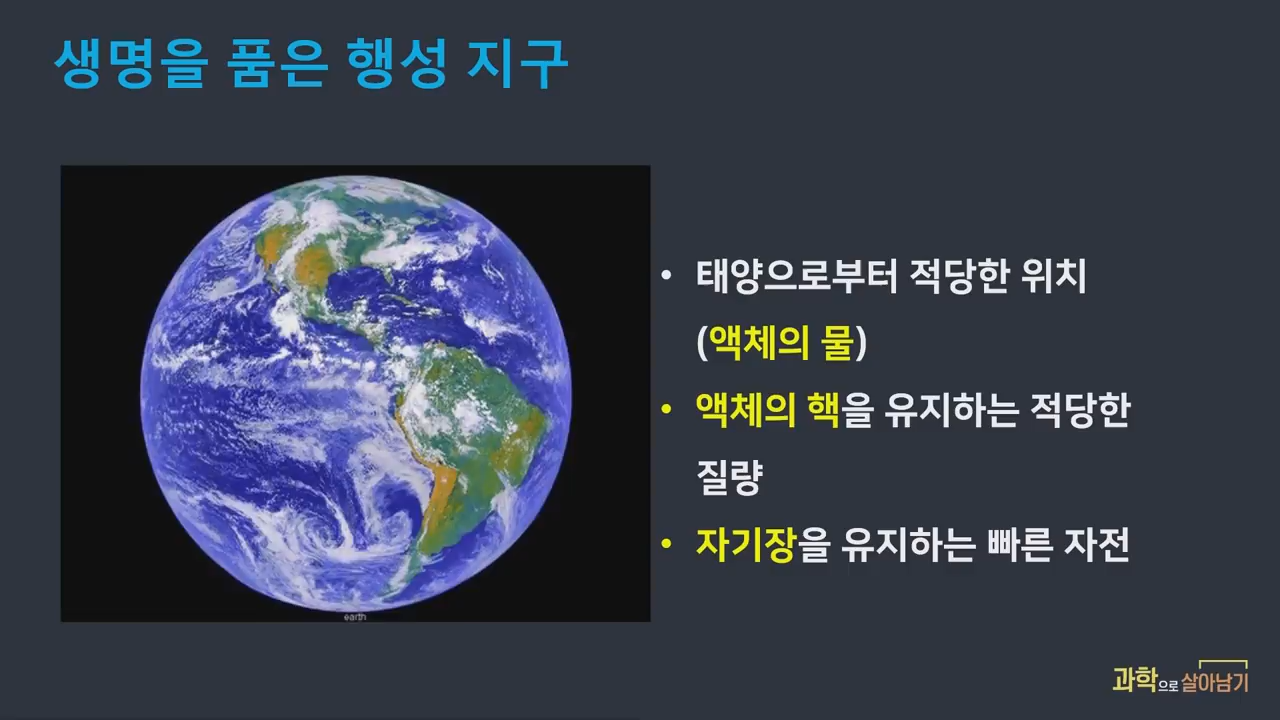 생명을 품은 행성 지구
• 태양으로부터 적당한 위치
(액체의 물)
• 액체의 핵을 유지하는 적당한
질량
• 자기장을 유지하는 빠른 자전
earth
과학으로 살아남기